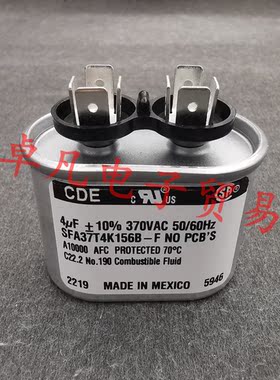 CDE
C US
SP
4µF ±10% 370VAC 50/60Hz
SFA37T4K156B-F NO PCB'S
A10000 AFC PROTECTED 70°C
C22.2 No.190 Combustible Fluid
2219 MADE IN MEXICO 5946
卓凡电子贸易